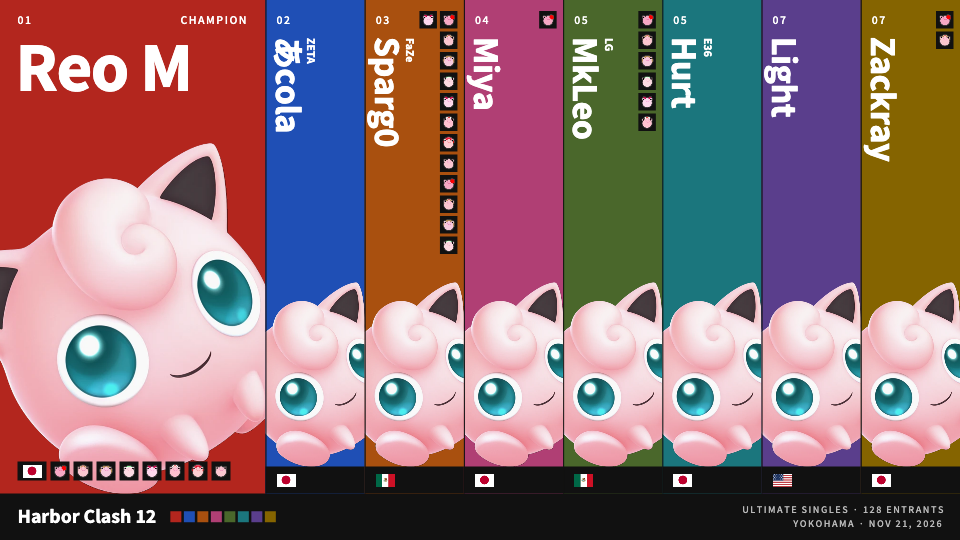 01 CHAMPION
Reo M
02
ZETA
あcola
03
FaZe
Sparg0
04
Miya
05
LG
MkLeo
05
E36
Hurt
07
Light
07
Zackray
Harbor Clash 12
ULTIMATE SINGLES · 128 ENTRANTS
YOKOHAMA · NOV 21, 2026